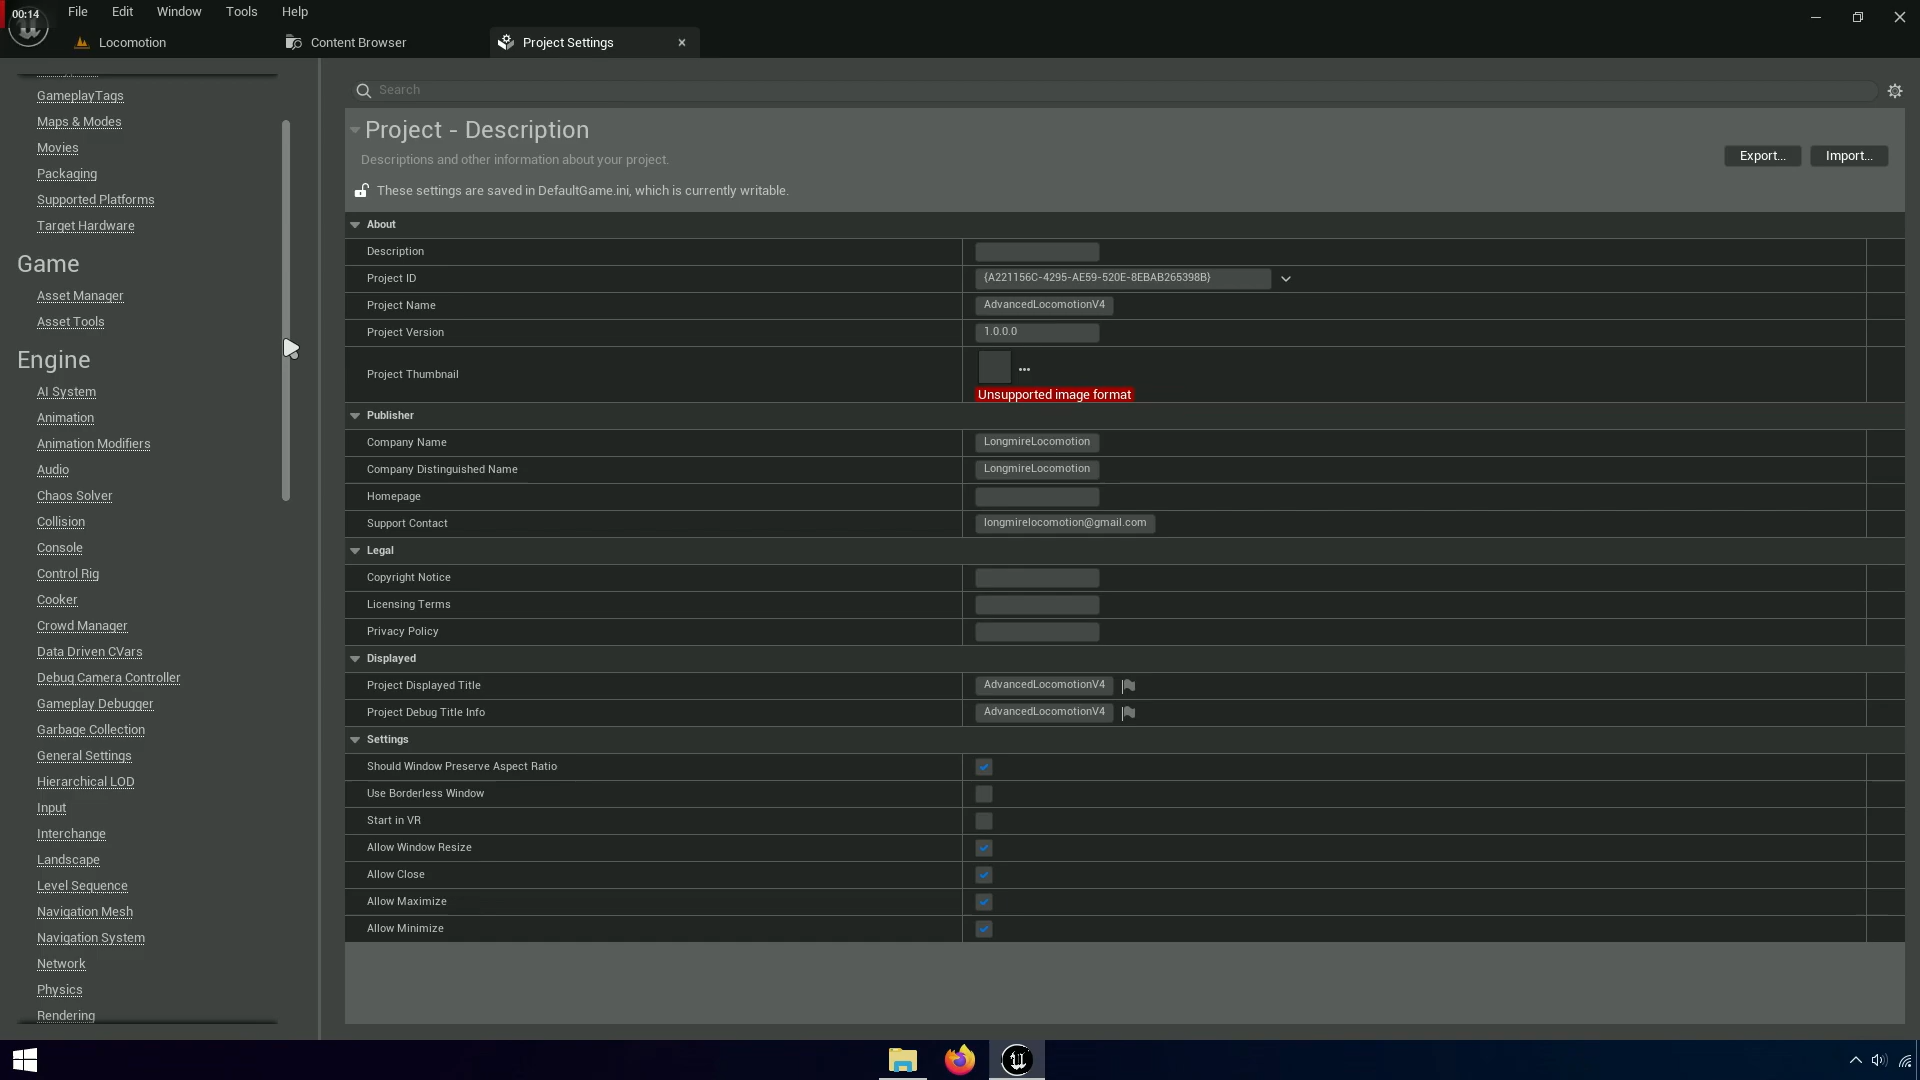 00:14
File Edit Window Tools Help
Locomotion Content Browser Project Settings
GameplayTags
Maps & Modes
Movies
Packaging
Supported Platforms
Target Hardware
Game
Asset Manager
Asset Tools
Engine
AI System
Animation
Animation Modifiers
Audio
Chaos Solver
Collision
Console
Control Rig
Cooker
Crowd Manager
Data Driven CVars
Debug Camera Controller
Gameplay Debugger
Garbage Collection
General Settings
Hierarchical LOD
Input
Interchange
Landscape
Level Sequence
Navigation Mesh
Navigation System
Network
Physics
Rendering
Search
Project - Description
Descriptions and other information about your project.
Export... Import...
These settings are saved in DefaultGame.ini, which is currently writable.
About
Description
Project ID {A221156C-4295-AE59-520E-8EBAB265398B}
Project Name AdvancedLocomotionV4
Project Version 1.0.0.0
Project Thumbnail
Unsupported image format
Publisher
Company Name LongmireLocomotion
Company Distinguished Name LongmireLocomotion
Homepage
Support Contact longmirelocomotion@gmail.com
Legal
Copyright Notice
Licensing Terms
Privacy Policy
Displayed
Project Displayed Title AdvancedLocomotionV4
Project Debug Title Info AdvancedLocomotionV4
Settings
Should Window Preserve Aspect Ratio
Use Borderless Window
Start in VR
Allow Window Resize
Allow Close
Allow Maximize
Allow Minimize